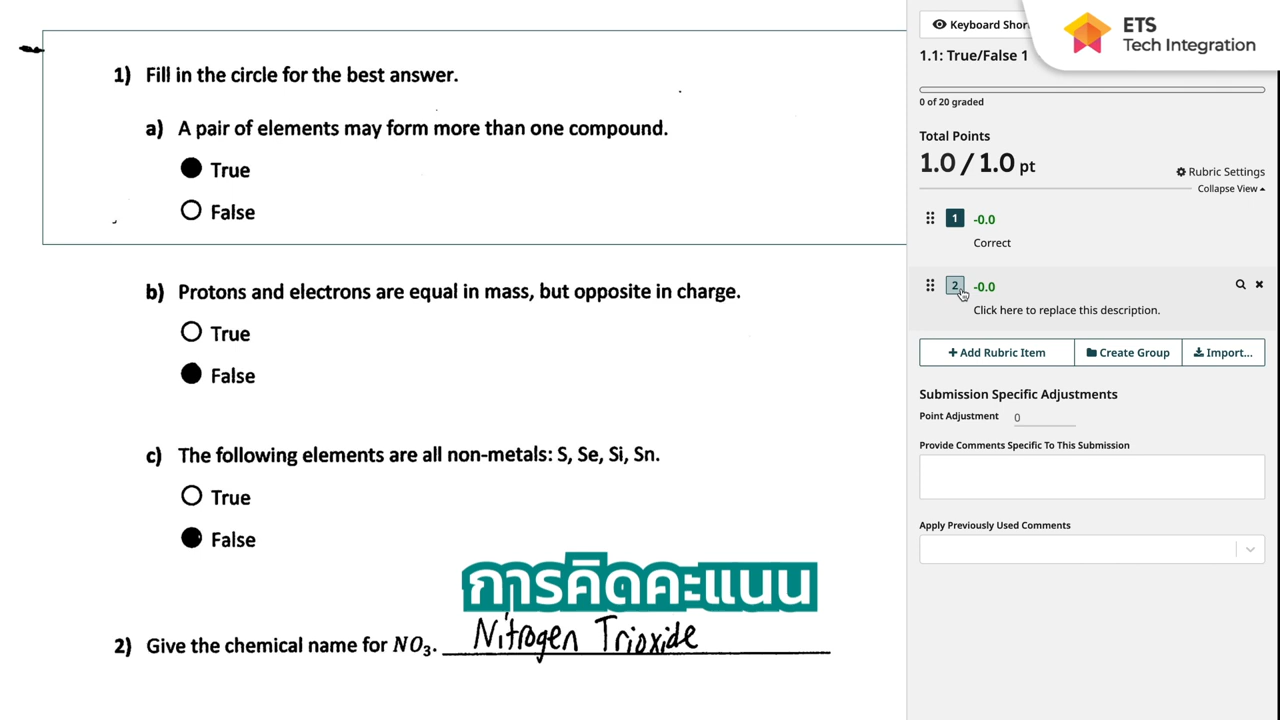 1) Fill in the circle for the best answer.
a) A pair of elements may form more than one compound.
True
False
b) Protons and electrons are equal in mass, but opposite in charge.
True
False
c) The following elements are all non-metals: S, Se, Si, Sn.
True
False
การคิดคะแนน
2) Give the chemical name for NO₃. Nitrogen Trioxide
Keyboard Shor
ETS
Tech Integration
1.1: True/False 1
0 of 20 graded
Total Points
1.0 / 1.0 pt
Rubric Settings
Collapse View
1 -0.0
Correct
2 -0.0
Click here to replace this description.
+ Add Rubric Item
Create Group
Import...
Submission Specific Adjustments
Point Adjustment 0
Provide Comments Specific To This Submission
Apply Previously Used Comments